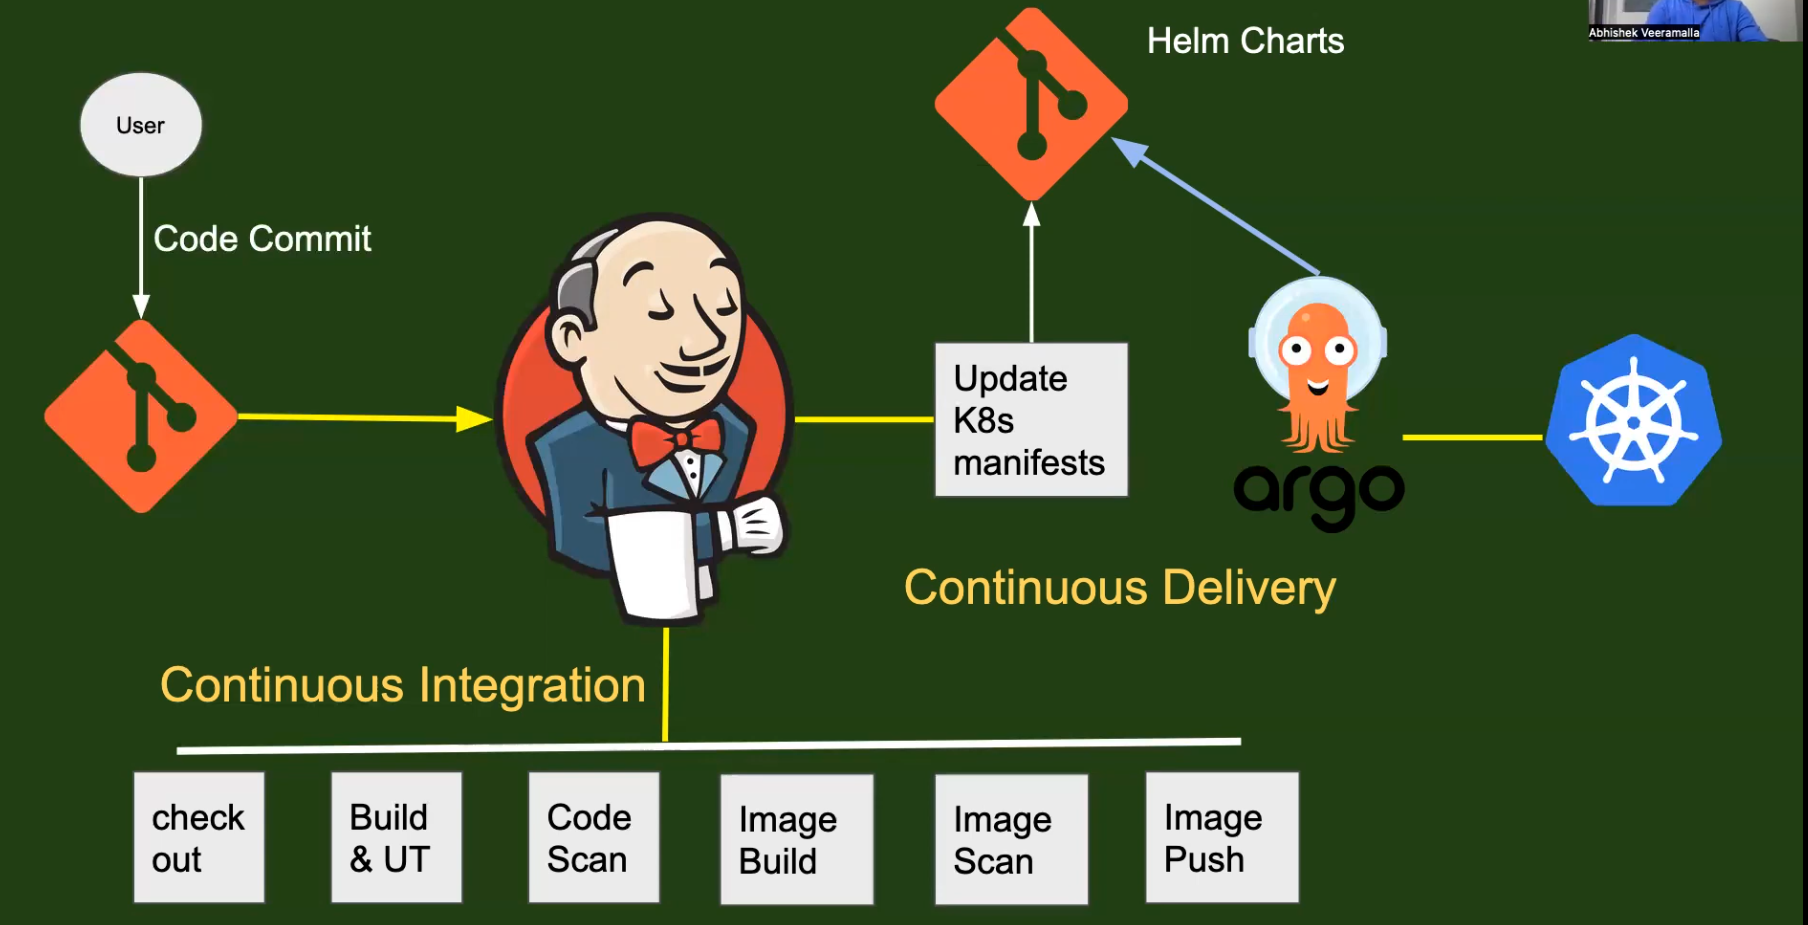 Helm Charts
Abhishek Veeramalla
User
Code Commit
Update
K8s
manifests
argo
Continuous Delivery
Continuous Integration
check
out
Build
& UT
Code
Scan
Image
Build
Image
Scan
Image
Push